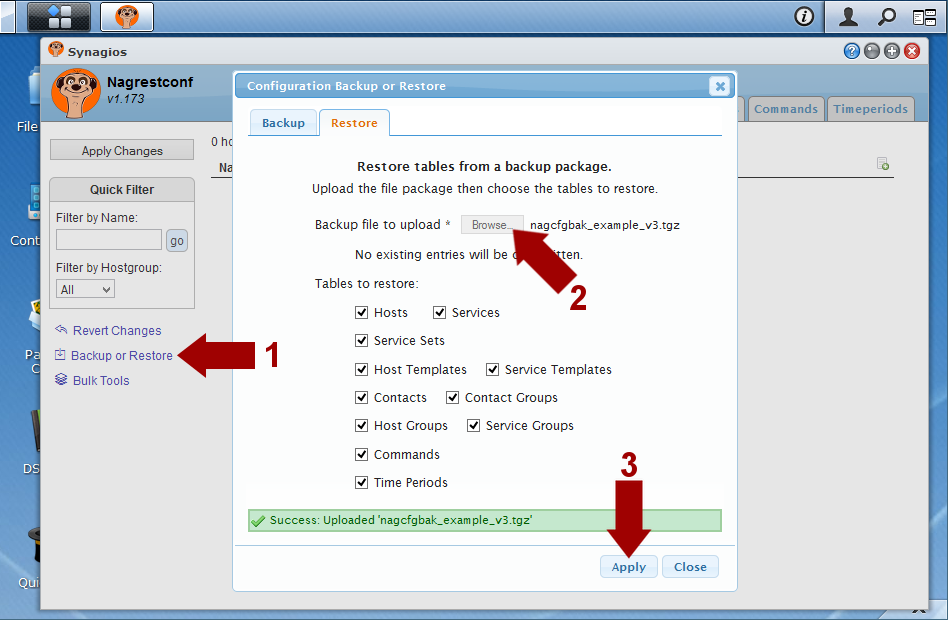 Synagios
Nagrestconf
v1.173
Commands
Timeperiods
File
Cont
Pa
C
DS
Quic
Apply Changes
0 ho
Na
Quick Filter
Filter by Name:
go
Filter by Hostgroup:
All
Revert Changes
Backup or Restore
Bulk Tools
1
Configuration Backup or Restore
Backup
Restore
Restore tables from a backup package.
Upload the file package then choose the tables to restore.
Backup file to upload *
Browse...
nagcfgbak_example_v3.tgz
No existing entries will be
tten.
2
Tables to restore:
Hosts
Services
Service Sets
Host Templates
Service Templates
Contacts
Contact Groups
Host Groups
Service Groups
Commands
Time Periods
3
Success: Uploaded 'nagcfgbak_example_v3.tgz'
Apply
Close